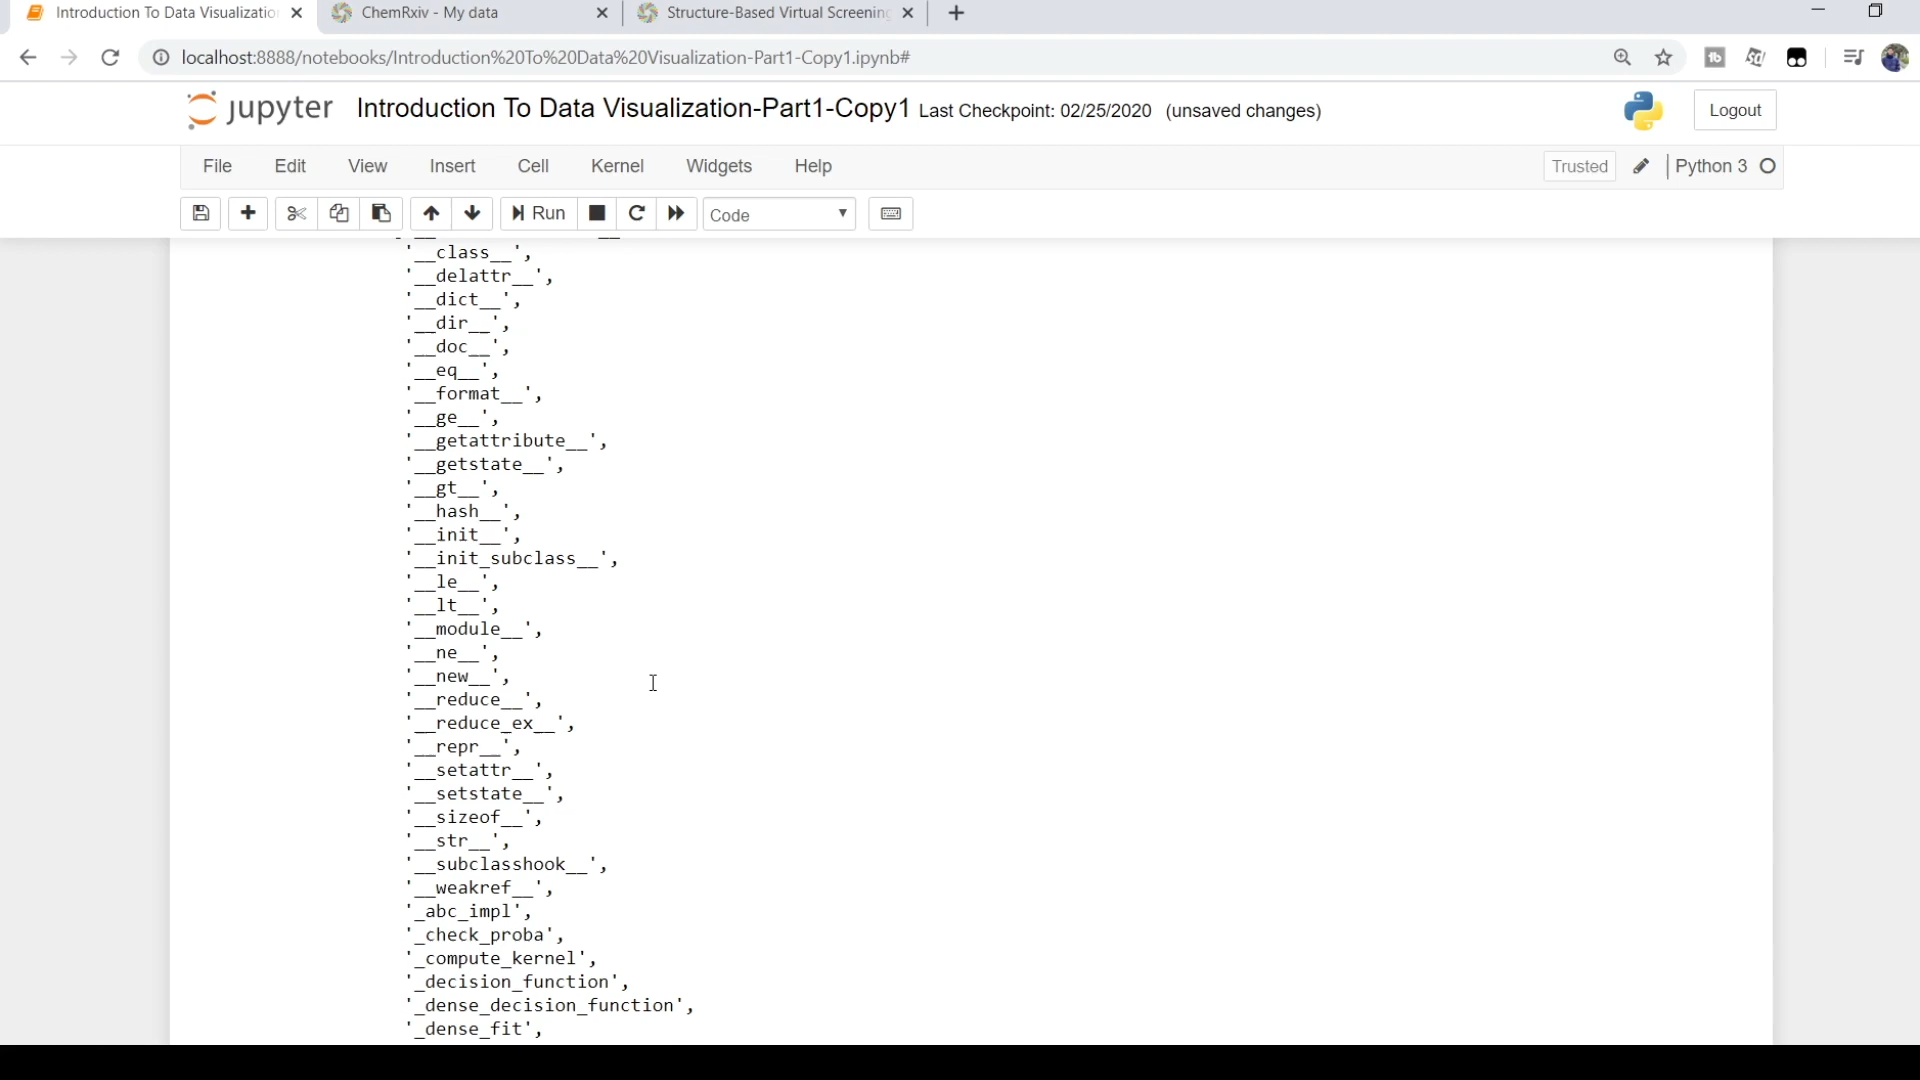 Introduction To Data Visualization
ChemRxiv - My data
Structure-Based Virtual Screening
localhost:8888/notebooks/Introduction%20To%20Data%20Visualization-Part1-Copy1.ipynb#
jupyter Introduction To Data Visualization-Part1-Copy1 Last Checkpoint: 02/25/2020 (unsaved changes)
Logout
File Edit View Insert Cell Kernel Widgets Help
Trusted Python 3
Run Code
'__class__',
'__delattr__',
'__dict__',
'__dir__',
'__doc__',
'__eq__',
'__format__',
'__ge__',
'__getattribute__',
'__getstate__',
'__gt__',
'__hash__',
'__init__',
'__init_subclass__',
'__le__',
'__lt__',
'__module__',
'__ne__',
'__new__',
'__reduce__',
'__reduce_ex__',
'__repr__',
'__setattr__',
'__setstate__',
'__sizeof__',
'__str__',
'__subclasshook__',
'__weakref__',
'_abc_impl',
'_check_proba',
'_compute_kernel',
'_decision_function',
'_dense_decision_function',
'_dense_fit',